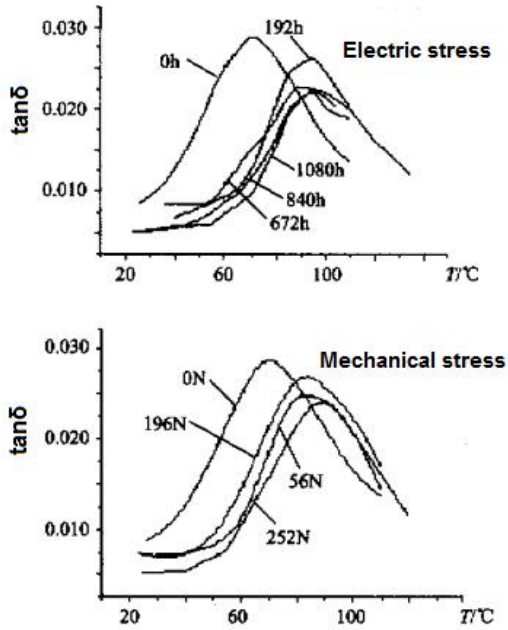 0.030
192h
Electric stress
0h
tanδ
0.020
1080h
0.010
840h
672h
20 60 100 T/℃
0.030
Mechanical stress
0N
tanδ
0.020
196N
56N
0.010
252N
20 60 100 T/℃